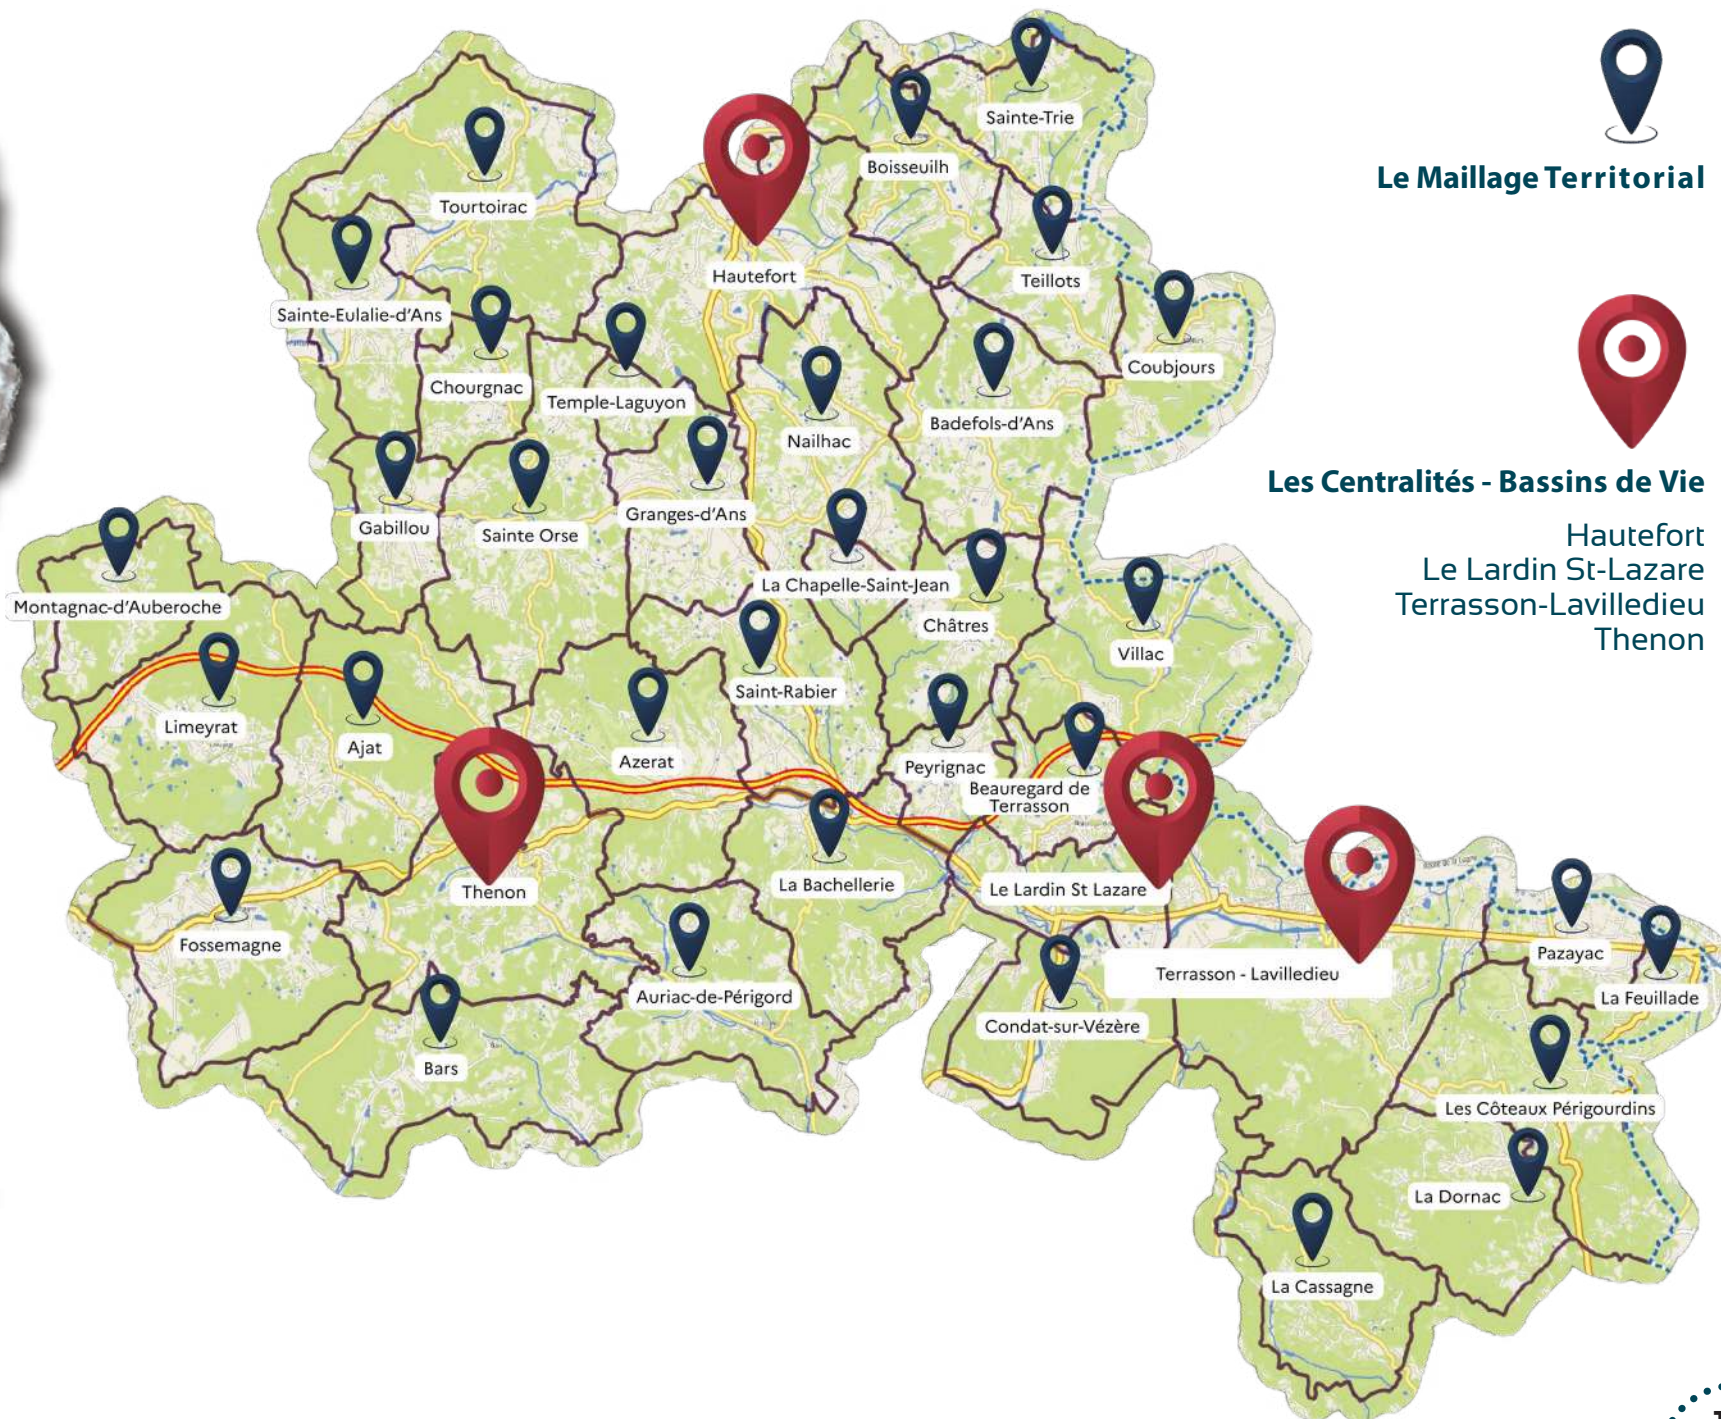 Le Maillage Territorial
Les Centralités - Bassins de Vie
Hautefort
Le Lardin St-Lazare
Terrasson-Lavilledieu
Thenon
Sainte-Trie
Boisseuilh
Tourtoirac
Hautefort
Teillots
Sainte-Eulalie-d'Ans
Coubjours
Chourgnac
Temple-Laguyon
Badefols-d'Ans
Nailhac
Granges-d'Ans
Gabillou
Sainte Orse
La Chapelle-Saint-Jean
Montagnac-d'Auberoche
Châtres
Villac
Saint-Rabier
Limeyrat
Ajat
Azerat
Peyrignac
Beauregard de
Terrasson
La Bachellerie
Le Lardin St Lazare
Thenon
Fossemagne
Pazayac
Terrasson - Lavilledieu
Auriac-de-Périgord
La Feuillade
Condat-sur-Vézère
Bars
Les Côteaux Périgourdins
La Dornac
La Cassagne